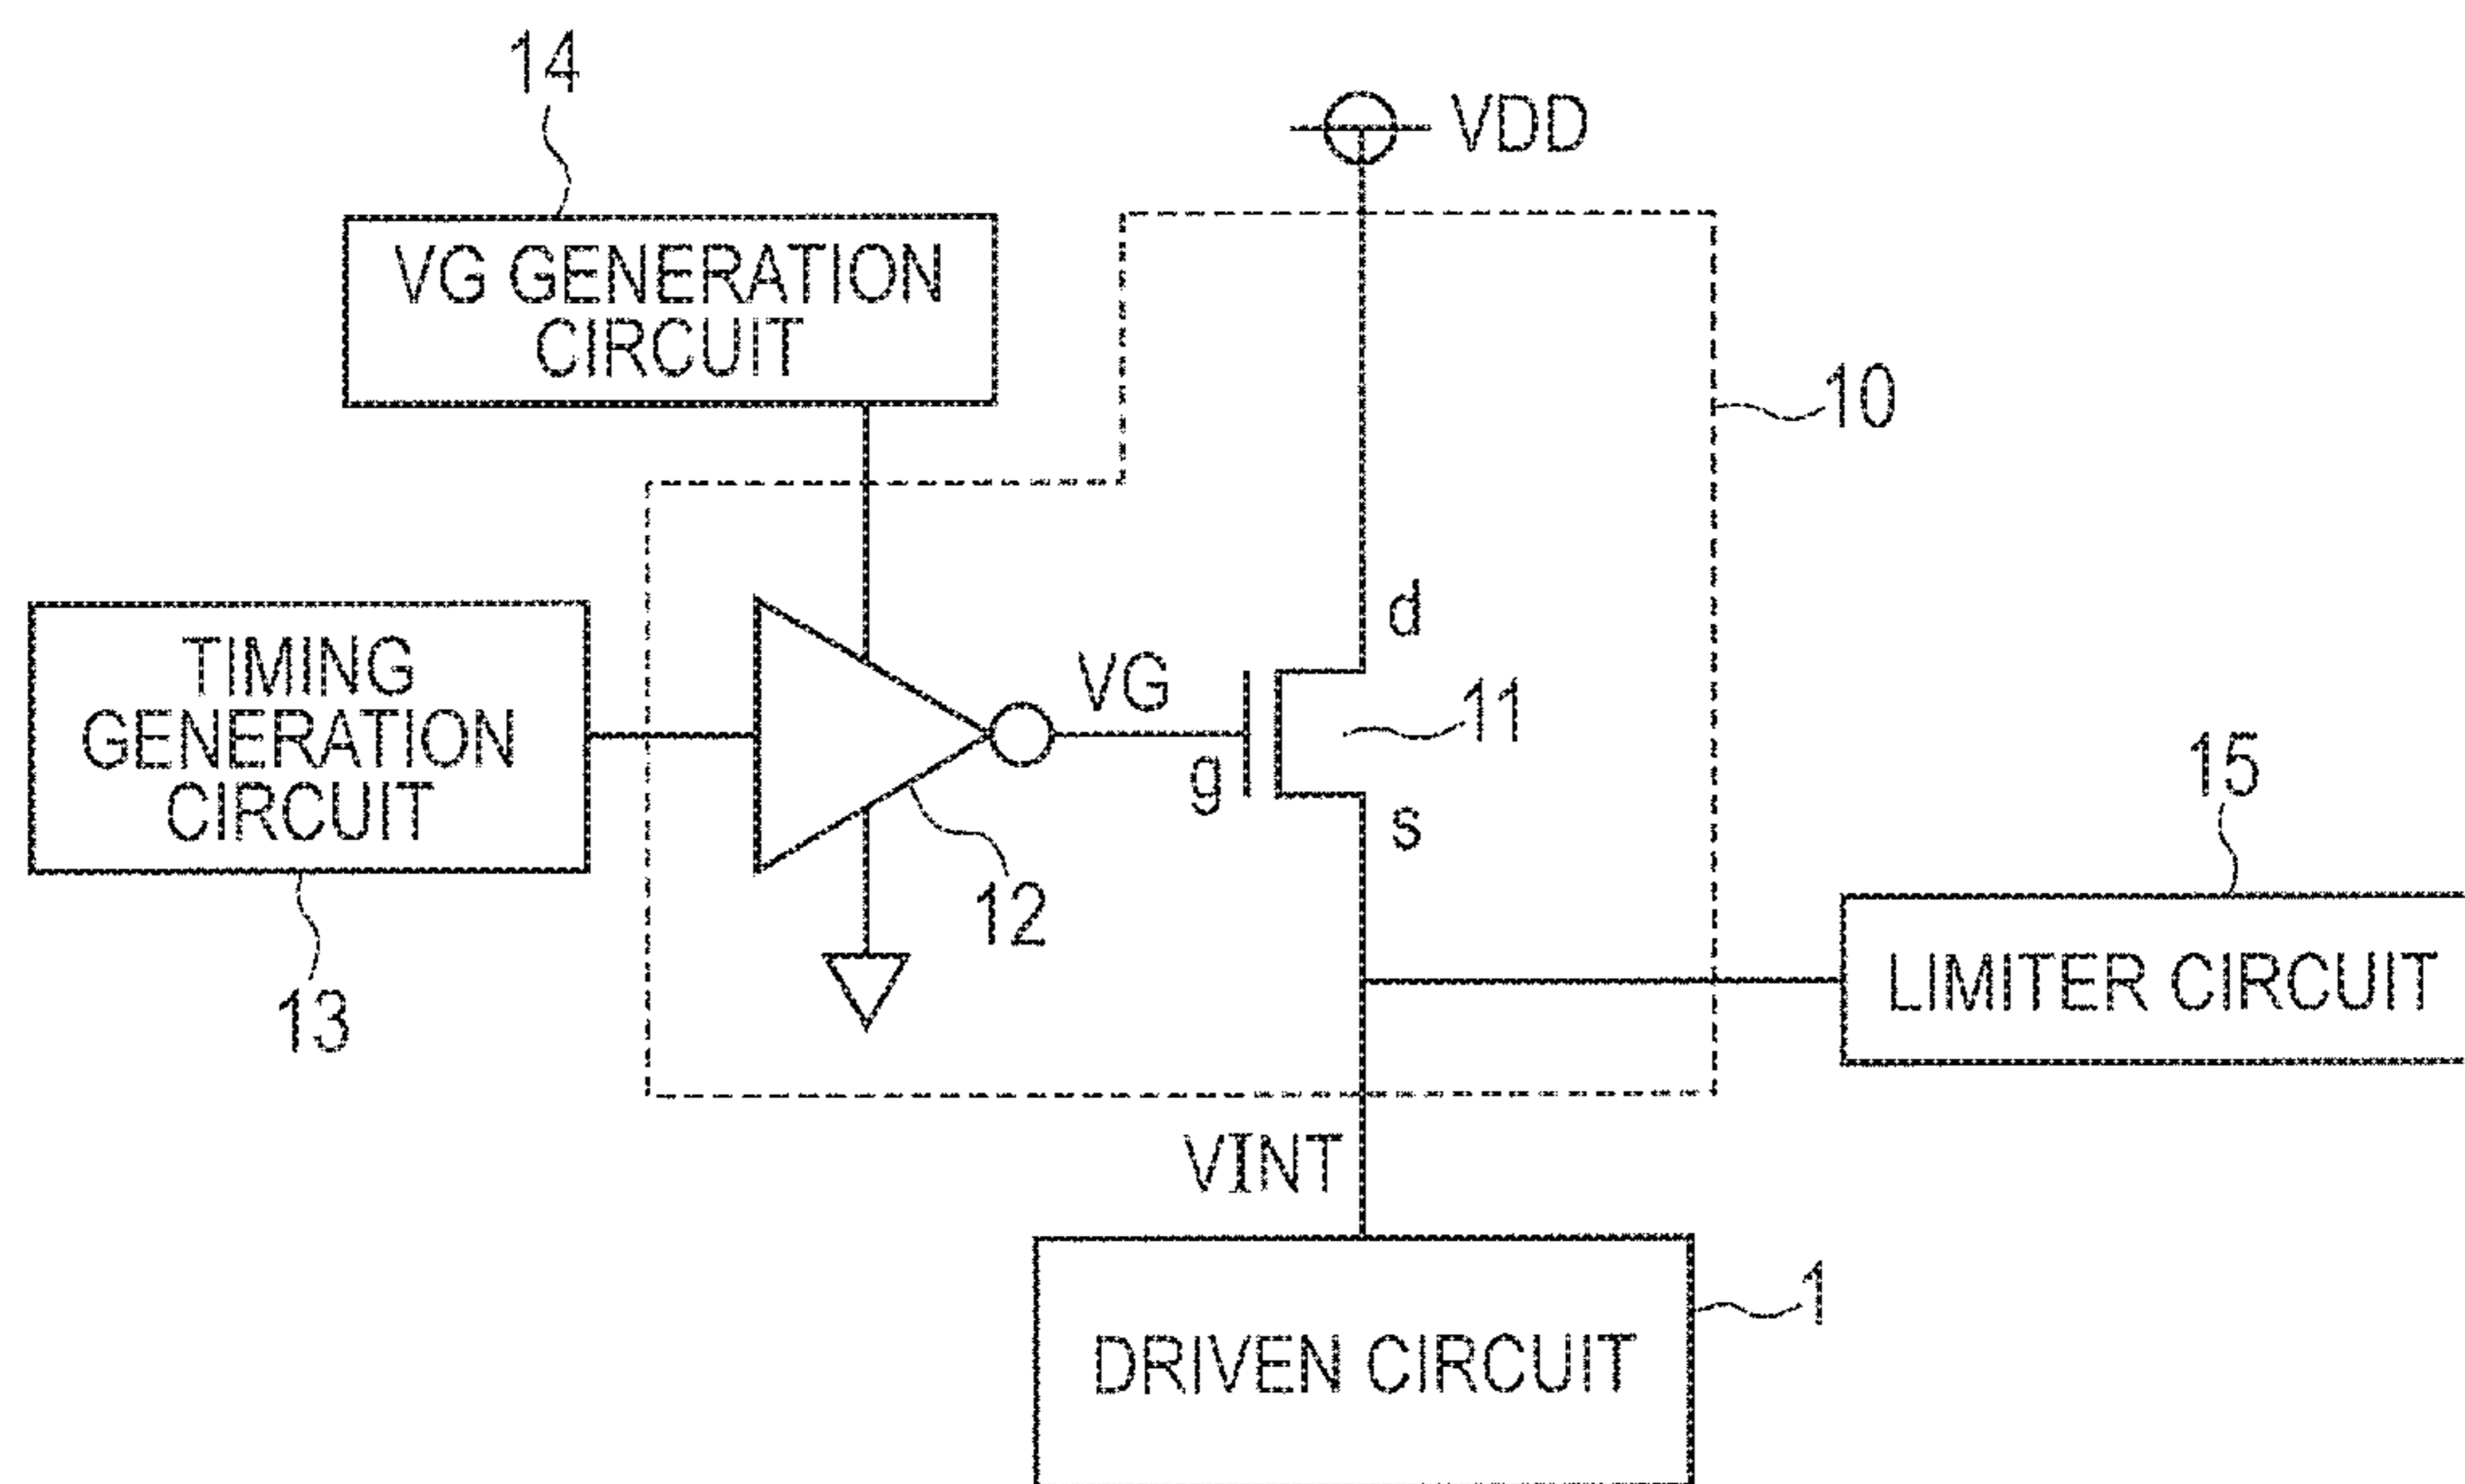 14
VDD
VG GENERATION
CIRCUIT
10
d
TIMING
GENERATION
CIRCUIT
VG
11
g
s
15
12
13
LIMITER CIRCUIT
VINT
1
DRIVEN CIRCUIT